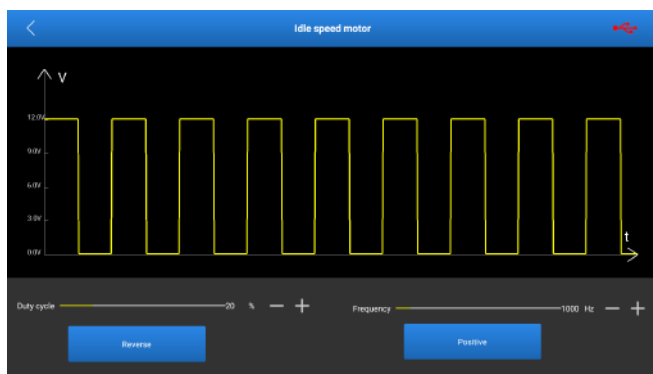 Idle speed motor
V
12.0V
9.0V
6.0V
3.0V
0.0V
t
Duty cycle 20 % — +
Frequency 1000 Hz — +
Reverse
Positive